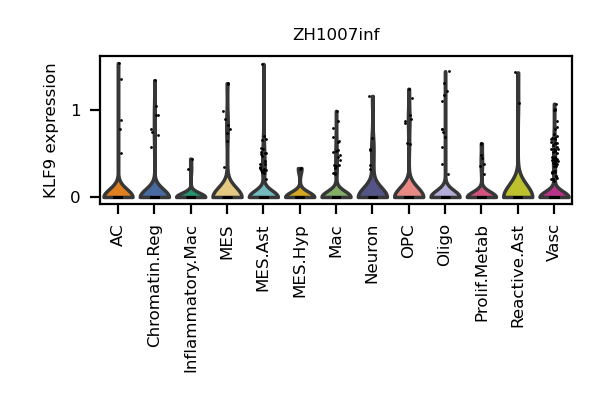 ZH1007inf
KLF9 expression
1
0
AC
Chromatin.Reg
Inflammatory.Mac
MES
MES.Ast
MES.Hyp
Mac
Neuron
OPC
Oligo
Prolif.Metab
Reactive.Ast
Vasc